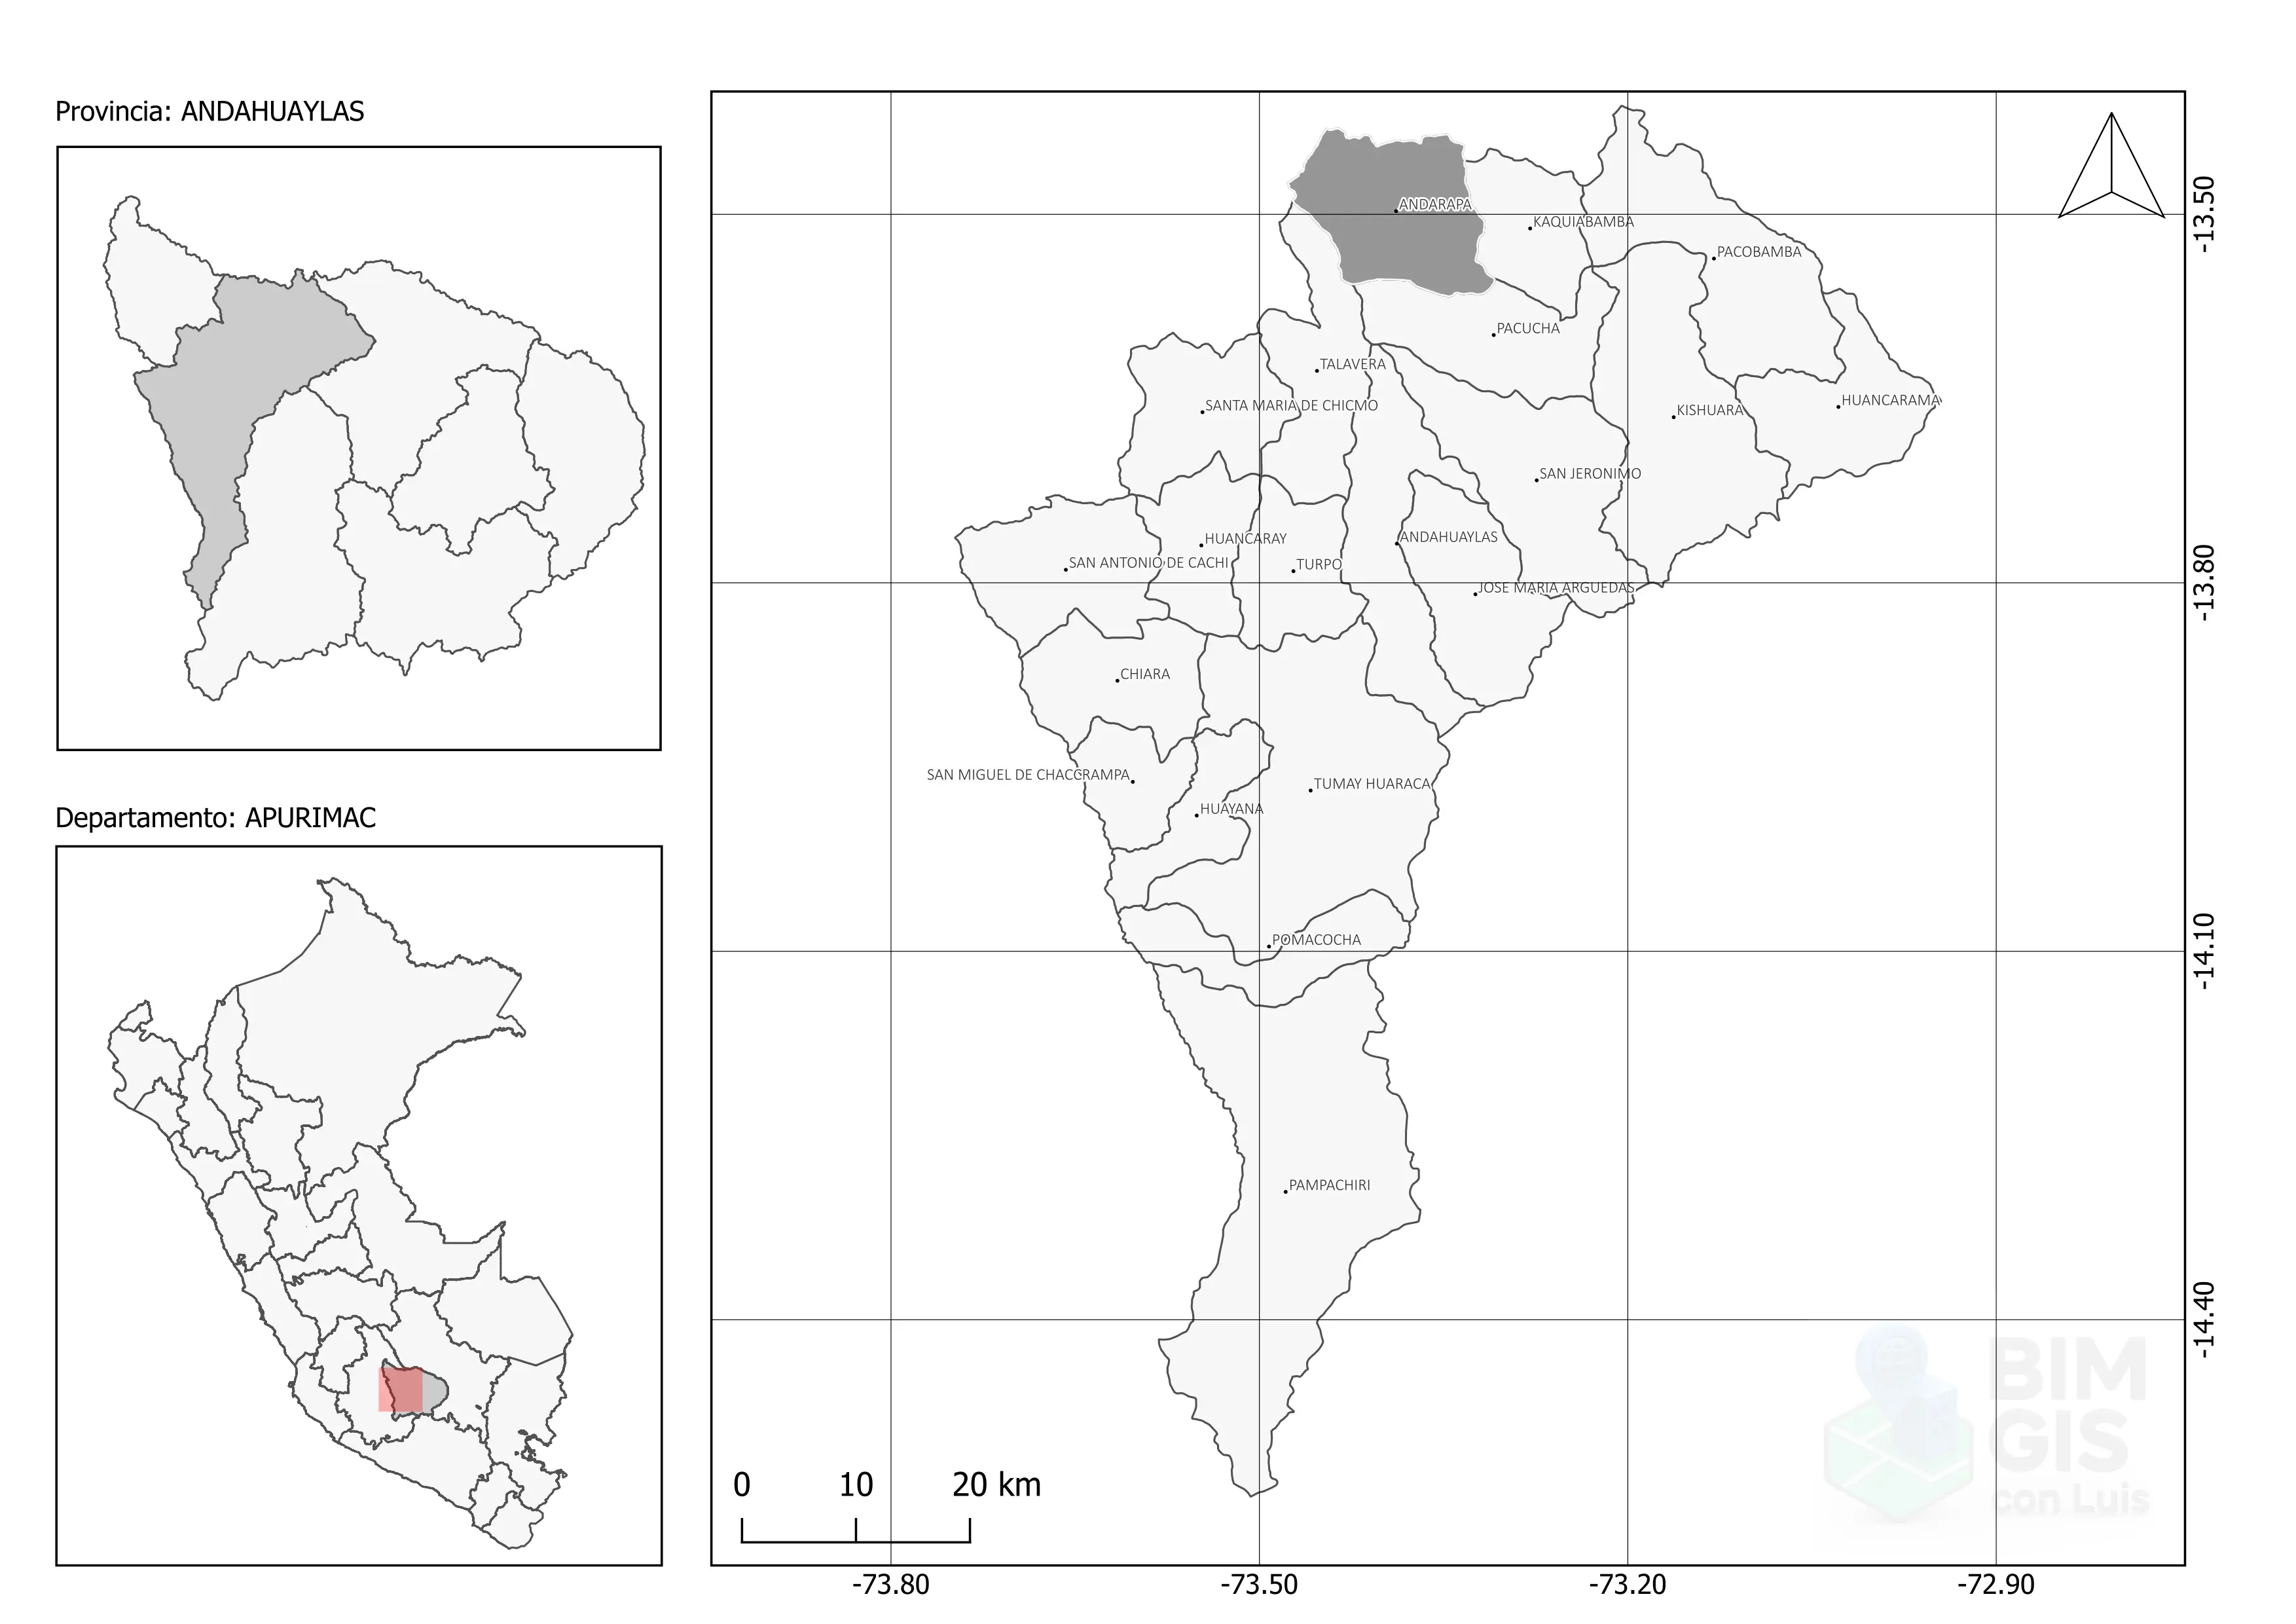 Provincia: ANDAHUAYLAS
Departamento: APURIMAC
ANDARAPA
KAQUIABAMBA
PACOBAMBA
PACUCHA
TALAVERA
SANTA MARIA DE CHICMO
KISHUARA
HUANCARAMA
SAN JERONIMO
HUANCARAY
ANDAHUAYLAS
SAN ANTONIO DE CACHI
TURPO
JOSE MARIA ARGUEDAS
CHIARA
SAN MIGUEL DE CHACCRAMPA
TUMAY HUARACA
HUAYANA
POMACOCHA
PAMPACHIRI
-13.50
-13.80
-14.10
-14.40
BIM
GIS
con Luis
0 10 20 km
-73.80 -73.50 -73.20 -72.90